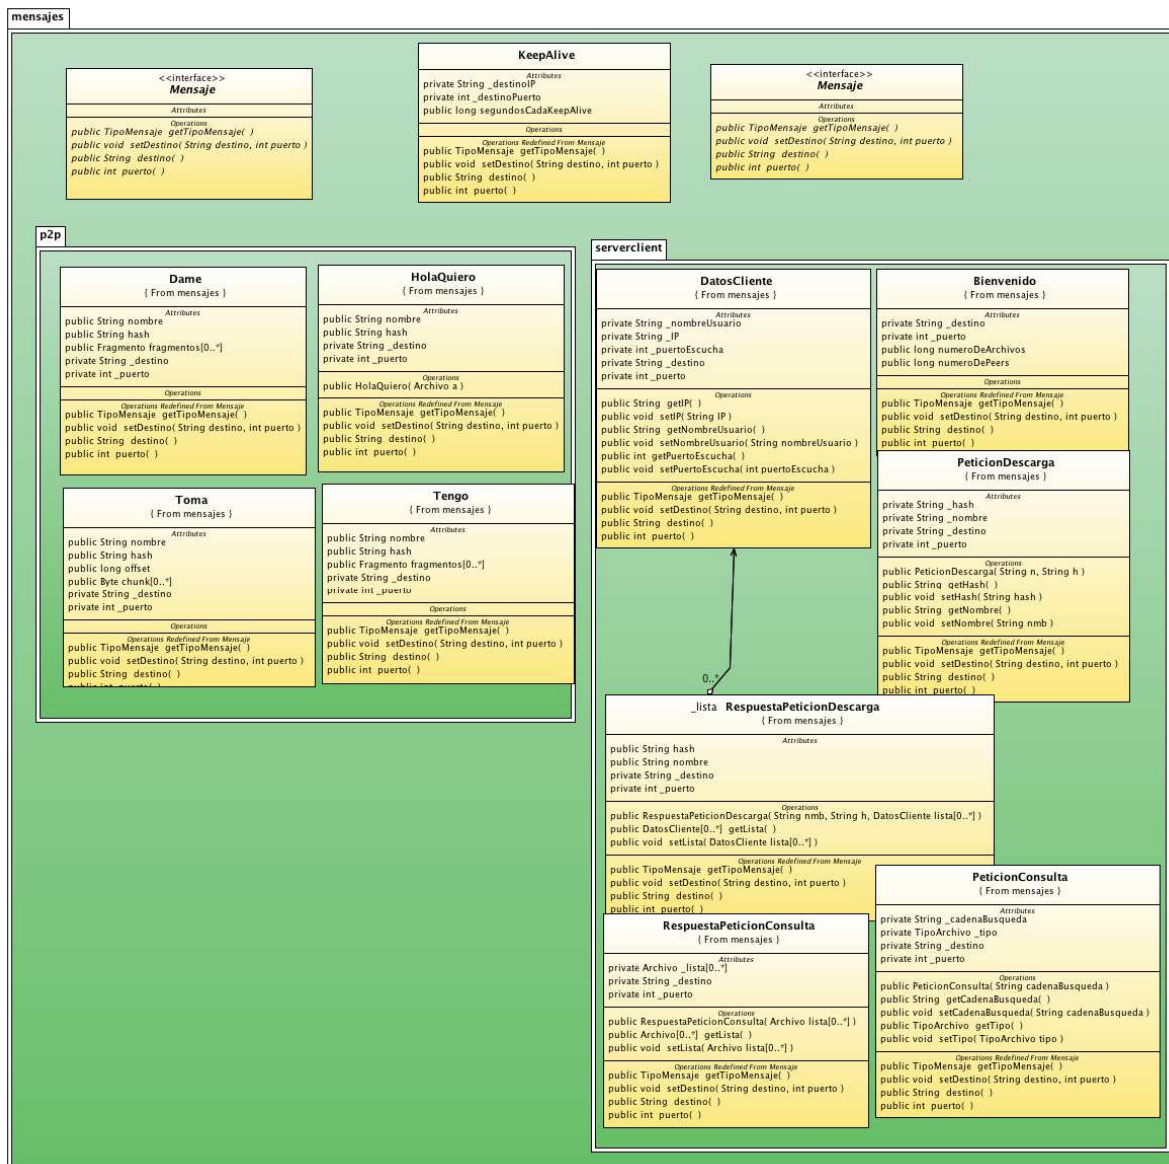 mensajes
<<interface>>
Mensaje
Attributes
Operations
public TipoMensaje getTipoMensaje( )
public void setDestino( String destino, int puerto )
public String destino( )
public int puerto( )
KeepAlive
Attributes
private String _destinoIP
private int _destinoPuerto
public long segundosCadaKeepAlive
Operations
Operations Redefined From Mensaje
public TipoMensaje getTipoMensaje( )
public void setDestino( String destino, int puerto )
public String destino( )
public int puerto( )
<<interface>>
Mensaje
Attributes
Operations
public TipoMensaje getTipoMensaje( )
public void setDestino( String destino, int puerto )
public String destino( )
public int puerto( )
p2p
Dame
{ From mensajes }
Attributes
public String nombre
public String hash
public Fragmento fragmentos[0..*]
private String _destino
private int _puerto
Operations
Operations Redefined From Mensaje
public TipoMensaje getTipoMensaje( )
public void setDestino( String destino, int puerto )
public String destino( )
public int puerto( )
HolaQuiero
{ From mensajes }
Attributes
public String nombre
public String hash
private String _destino
private int _puerto
Operations
public HolaQuiero( Archivo a )
Operations Redefined From Mensaje
public TipoMensaje getTipoMensaje( )
public void setDestino( String destino, int puerto )
public String destino( )
public int puerto( )
Toma
{ From mensajes }
Attributes
public String nombre
public String hash
public long offset
public Byte chunk[0..*]
private String _destino
private int _puerto
Operations
Operations Redefined From Mensaje
public TipoMensaje getTipoMensaje( )
public void setDestino( String destino, int puerto )
public String destino( )
public int puerto( )
Tengo
{ From mensajes }
Attributes
public String nombre
public String hash
public Fragmento fragmentos[0..*]
private String _destino
private int _puerto
Operations
Operations Redefined From Mensaje
public TipoMensaje getTipoMensaje( )
public void setDestino( String destino, int puerto )
public String destino( )
public int puerto( )
serverclient
DatosCliente
{ From mensajes }
Attributes
private String _nombreUsuario
private String _IP
private int _puertoEscucha
private String _destino
private int _puerto
Operations
public String getIP( )
public void setIP( String IP )
public String getNombreUsuario( )
public void setNombreUsuario( String nombreUsuario )
public int getPuertoEscucha( )
public void setPuertoEscucha( int puertoEscucha )
Operations Redefined From Mensaje
public TipoMensaje getTipoMensaje( )
public void setDestino( String destino, int puerto )
public String destino( )
public int puerto( )
Bienvenido
{ From mensajes }
Attributes
private String _destino
private int _puerto
public long numeroDeArchivos
public long numeroDePeers
Operations
Operations Redefined From Mensaje
public TipoMensaje getTipoMensaje( )
public void setDestino( String destino, int puerto )
public String destino( )
public int puerto( )
PeticionDescarga
{ From mensajes }
Attributes
private String _hash
private String _nombre
private String _destino
private int _puerto
Operations
public PeticionDescarga( String n, String h )
public String getHash( )
public void setHash( String hash )
public String getNombre( )
public void setNombre( String nmb )
Operations Redefined From Mensaje
public TipoMensaje getTipoMensaje( )
public void setDestino( String destino, int puerto )
public String destino( )
public int puerto( )
0..*
_lista
RespuestaPeticionDescarga
{ From mensajes }
Attributes
public String hash
public String nombre
private String _destino
private int _puerto
Operations
public RespuestaPeticionDescarga( String nmb, String h, DatosCliente lista[0..*] )
public DatosCliente[0..*] getLista( )
public void setLista( DatosCliente lista[0..*] )
Operations Redefined From Mensaje
public TipoMensaje getTipoMensaje( )
public void setDestino( String destino, int puerto )
public String destino( )
public int puerto( )
RespuestaPeticionConsulta
{ From mensajes }
Attributes
private Archivo _lista[0..*]
private String _destino
private int _puerto
Operations
public RespuestaPeticionConsulta( Archivo lista[0..*] )
public Archivo[0..*] getLista( )
public void setLista( Archivo lista[0..*] )
Operations Redefined From Mensaje
public TipoMensaje getTipoMensaje( )
public void setDestino( String destino, int puerto )
public String destino( )
public int puerto( )
PeticionConsulta
{ From mensajes }
Attributes
private String _cadenaBusqueda
private TipoArchivo _tipo
private String _destino
private int _puerto
Operations
public PeticionConsulta( String cadenaBusqueda )
public String getCadenaBusqueda( )
public void setCadenaBusqueda( String cadenaBusqueda )
public TipoArchivo getTipo( )
public void setTipo( TipoArchivo tipo )
Operations Redefined From Mensaje
public TipoMensaje getTipoMensaje( )
public void setDestino( String destino, int puerto )
public String destino( )
public int puerto( )